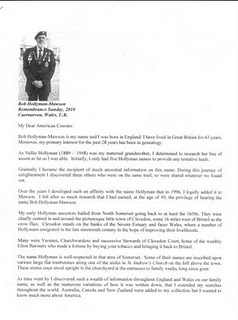 Bob Hollyman-Mawson
Remembrance Sunday, 2010
Caernarvon, Wales, U.K.
My Dear American Cousins:
Bob Hollyman-Mawson is my name and I was born in England. I have lived in Great Britain for 63 years.
Moreover, my primary interest for the past 28 years has been in genealogy.
As Nellie Hollyman (1889 – 1948) was my maternal grandmother, I determined to research her line of
ascent as far as I was able. Initially, I only had five Hollyman names to provide any tentative leads.
Gradually I became the recipient of much ancestral information on this name. During this journey of
enlightenment I discovered three others who were on the same trail; so we shared whatever we found
out.
Over the years I developed such an affinity with the name Hollyman that in 1996, I legally added it to
Mawson. I felt after so much research that I had earned, at the age of 49, the privilege of bearing the
name Bob Hollyman-Mawson.
My early Hollyman ancestors hailed from North Somerset going back to at least the 1650s. They were
chiefly centred in and around the picturesque little town of Clevedon, some 16 miles west of Bristol as the
crow flies. Clevedon stands on the banks of the Severn Estuary and faces Wales, where a number of
Hollymans emigrated in the late nineteenth century in the hope of improving their livelihoods.
Many were Yeomen, Churchwardens and successive Stewards of Clevedon Court. Some of the wealthy
Elton Baronets who made a fortune by buying your tobacco and bringing it back to Bristol.
The name Hollyman is well-respected in that area of Somerset. Some of their names are inscribed upon
various large flat tombstones along one of the aisles in St Andrew's Church on the hill above the town.
These stones once stood upright in the churchyard at the entrances to family vaults, long since gone.
As time went by I discovered such a wealth of information throughout England and Wales on our family
name, as well as the numerous variations of how it was written down, that I extended my searches
throughout the world. Australia, Canada and New Zealand were added to my collection but I wanted to
know much more about America.